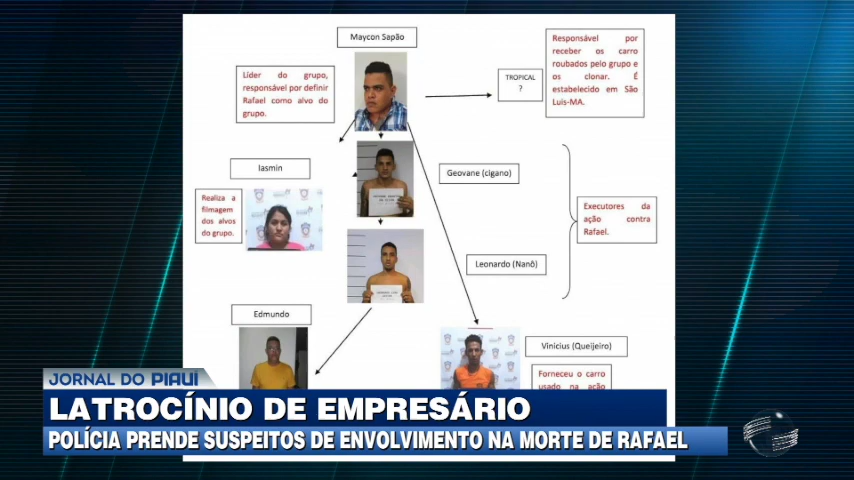 Maycon Sapão
Líder do grupo,
responsável por definir
Rafael como alvo do
grupo.
TROPICAL
?
Responsável por
receber os carro
roubados pelo grupo e
os clonar. É
estabelecido em São
Luis-MA.
Iasmin
Geovane (cigano)
Realiza a
filmagem
dos alvos
do grupo.
Executores da
ação contra
Rafael.
Leonardo (Nanô)
Edmundo
Vinicius (Queijeiro)
Forneceu o carro
usado na ação
JORNAL DO PIAUÍ
LATROCÍNIO DE EMPRESÁRIO
POLÍCIA PRENDE SUSPEITOS DE ENVOLVIMENTO NA MORTE DE RAFAEL